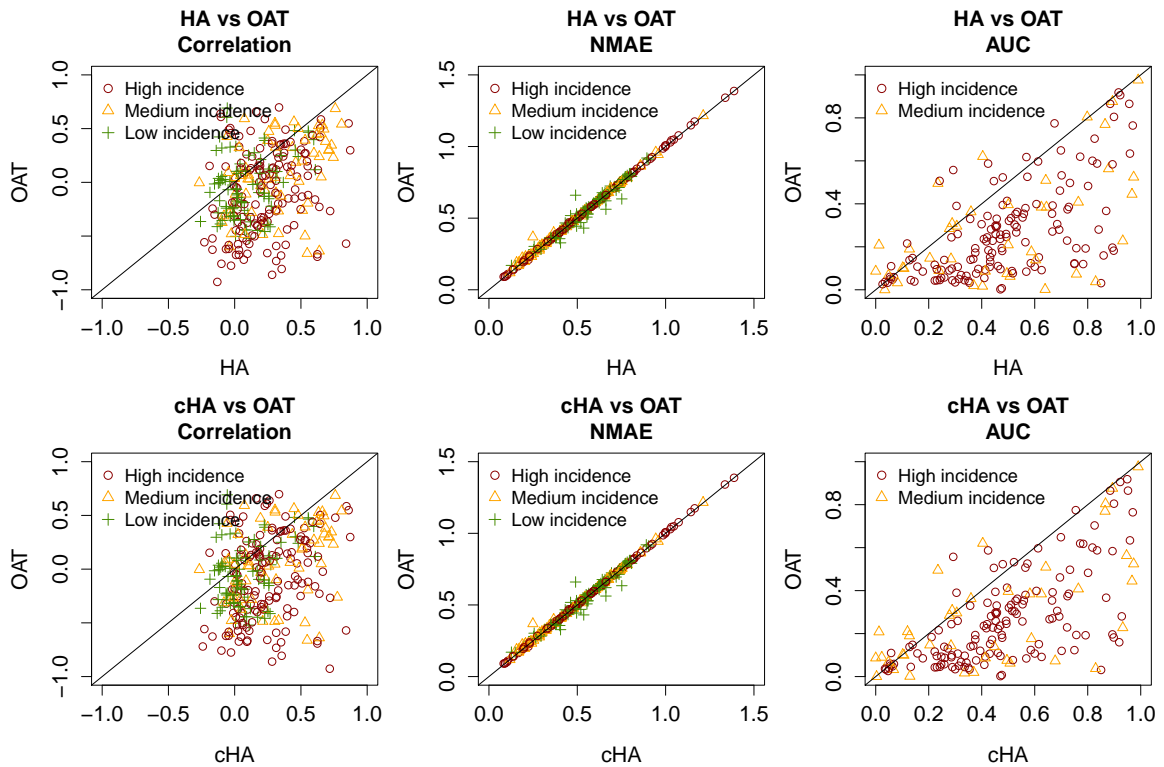 HA vs OAT
Correlation
1.0
0.5
0.0
−1.0
OAT
High incidence
Medium incidence
Low incidence
−1.0
−0.5
0.0
0.5
1.0
HA
HA vs OAT
NMAE
1.5
1.0
0.5
0.0
OAT
High incidence
Medium incidence
Low incidence
0.0
0.5
1.0
1.5
HA
HA vs OAT
AUC
0.8
0.4
0.0
OAT
High incidence
Medium incidence
0.0
0.2
0.4
0.6
0.8
1.0
HA
cHA vs OAT
Correlation
1.0
0.5
0.0
−1.0
OAT
High incidence
Medium incidence
Low incidence
−1.0
−0.5
0.0
0.5
1.0
cHA
cHA vs OAT
NMAE
1.5
1.0
0.5
0.0
OAT
High incidence
Medium incidence
Low incidence
0.0
0.5
1.0
1.5
cHA
cHA vs OAT
AUC
0.8
0.4
0.0
OAT
High incidence
Medium incidence
0.0
0.2
0.4
0.6
0.8
1.0
cHA